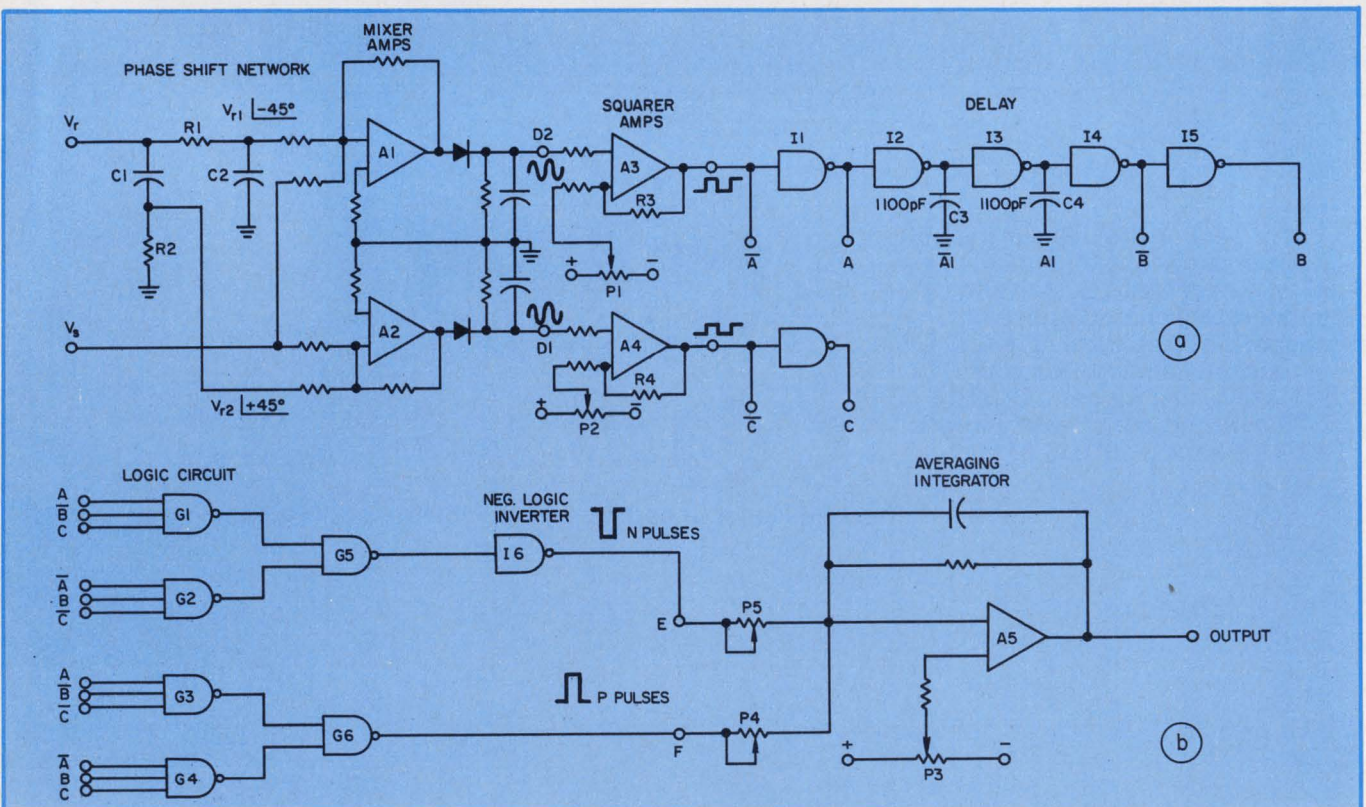 MIXER
AMPS
PHASE SHIFT NETWORK
Vr
R1
Vr1 -45°
C1
C2
R2
A1
D2
SQUARER
AMPS
A3
R3
+ P1 −
DELAY
I1
I2
I3
I4
I5
1100pF C3
1100pF C4
A̅
A
A̅1
A1
B̅
B
Vs
A2
D1
A4
R4
+ P2 −
C̅
C
Vr2 +45°
a
LOGIC CIRCUIT
A
B̅
C
G1
A̅
B
C̅
G2
G5
NEG. LOGIC
INVERTER
I6
N PULSES
E
P5
AVERAGING
INTEGRATOR
A5
OUTPUT
A
B̅
C̅
G3
A̅
B
C
G4
G6
P PULSES
F
P4
+ P3 −
b